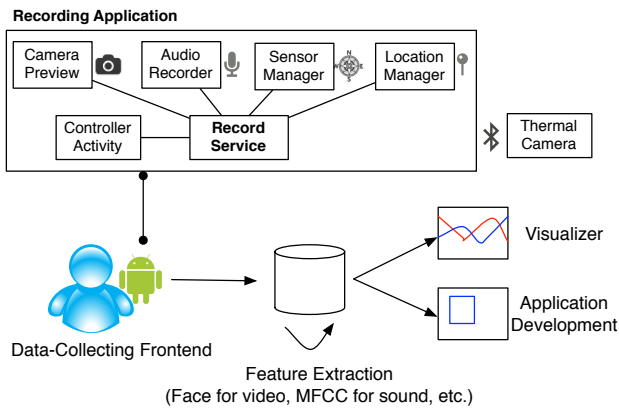 Recording Application
Camera
Preview
Audio
Recorder
Sensor
Manager
N
W
E
S
Location
Manager
Controller
Activity
Record
Service
Thermal
Camera
Visualizer
Application
Development
Data-Collecting Frontend
Feature Extraction
(Face for video, MFCC for sound, etc.)